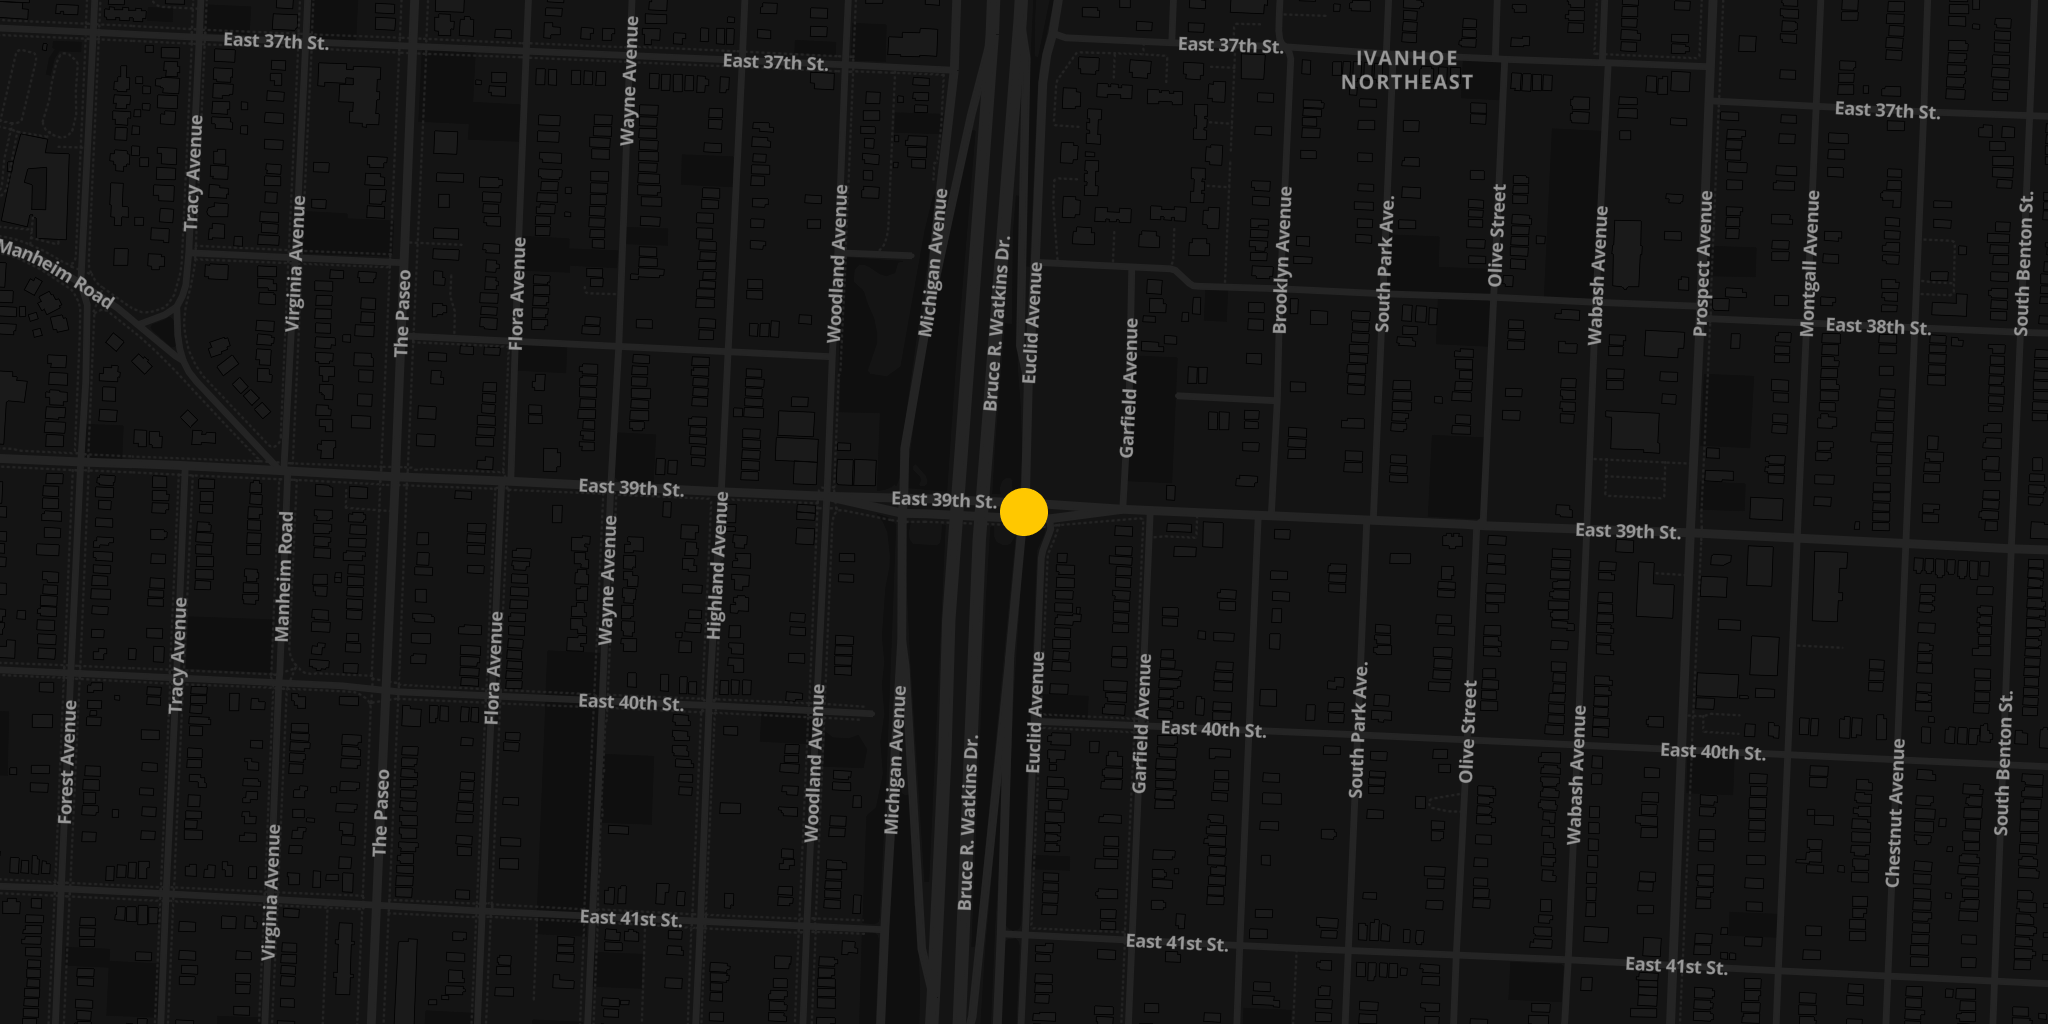 East 37th St.
East 37th St.
East 37th St.
IVANHOE
NORTHEAST
East 37th St.
Wayne Avenue
Tracy Avenue
Virginia Avenue
Manheim Road
The Paseo
Flora Avenue
Woodland Avenue
Michigan Avenue
Bruce R. Watkins Dr.
Euclid Avenue
Garfield Avenue
Brooklyn Avenue
South Park Ave.
Olive Street
Wabash Avenue
Prospect Avenue
Montgall Avenue
South Benton St.
East 38th St.
East 39th St.
East 39th St.
East 39th St.
Manheim Road
Wayne Avenue
Highland Avenue
Tracy Avenue
Flora Avenue
Forest Avenue
East 40th St.
East 40th St.
East 40th St.
Virginia Avenue
The Paseo
Woodland Avenue
Michigan Avenue
Bruce R. Watkins Dr.
Euclid Avenue
Garfield Avenue
South Park Ave.
Olive Street
Wabash Avenue
Chestnut Avenue
South Benton St.
East 41st St.
East 41st St.
East 41st St.